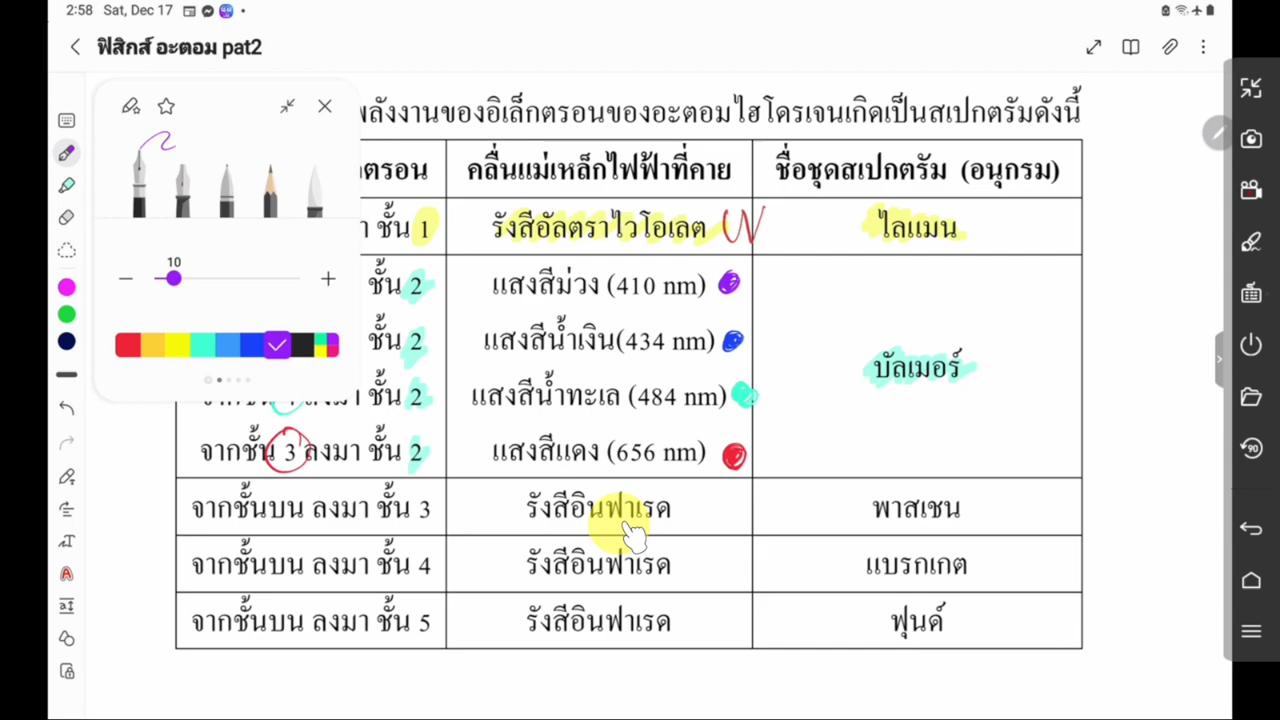 2:58 Sat, Dec 17
ฟิสิกส์ อะตอม pat2
พลังงานของอิเล็กตรอนของอะตอมไฮโดรเจนเกิดเป็นสเปกตรัมดังนี้
ตรอน คลื่นแม่เหล็กไฟฟ้าที่คาย ชื่อชุดสเปกตรัม (อนุกรม)
ชั้น 1 รังสีอัลตราไวโอเลต UV ไลแมน
ชั้น 2 แสงสีม่วง (410 nm)
ชั้น 2 แสงสีน้ำเงิน(434 nm)
บัลเมอร์
ชั้น 2 แสงสีน้ำทะเล (484 nm)
จากชั้น 3 ลงมา ชั้น 2 แสงสีแดง (656 nm)
จากชั้นบน ลงมา ชั้น 3 รังสีอินฟาเรด พาสเชน
จากชั้นบน ลงมา ชั้น 4 รังสีอินฟาเรด แบรกเกต
จากชั้นบน ลงมา ชั้น 5 รังสีอินฟาเรด ฟุนด์
10
90